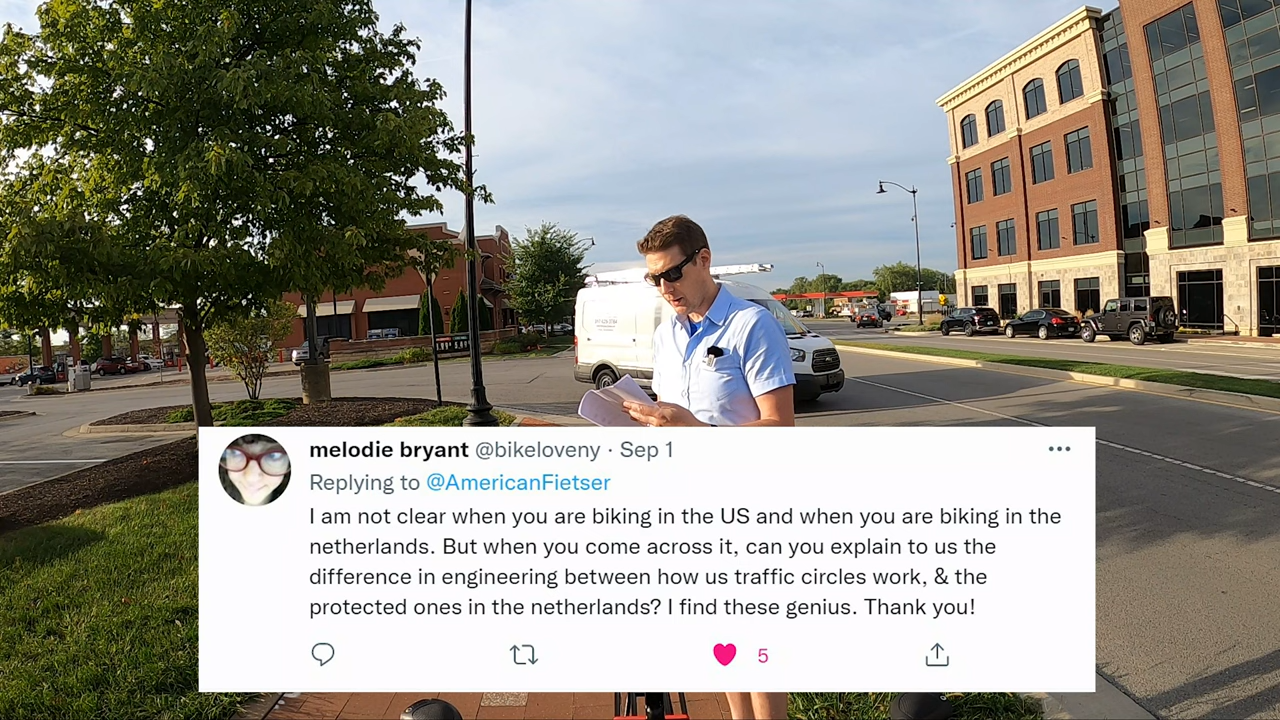 melodie bryant @bikeloveny · Sep 1
Replying to @AmericanFietser
I am not clear when you are biking in the US and when you are biking in the
netherlands. But when you come across it, can you explain to us the
difference in engineering between how us traffic circles work, & the
protected ones in the netherlands? I find these genius. Thank you!
5